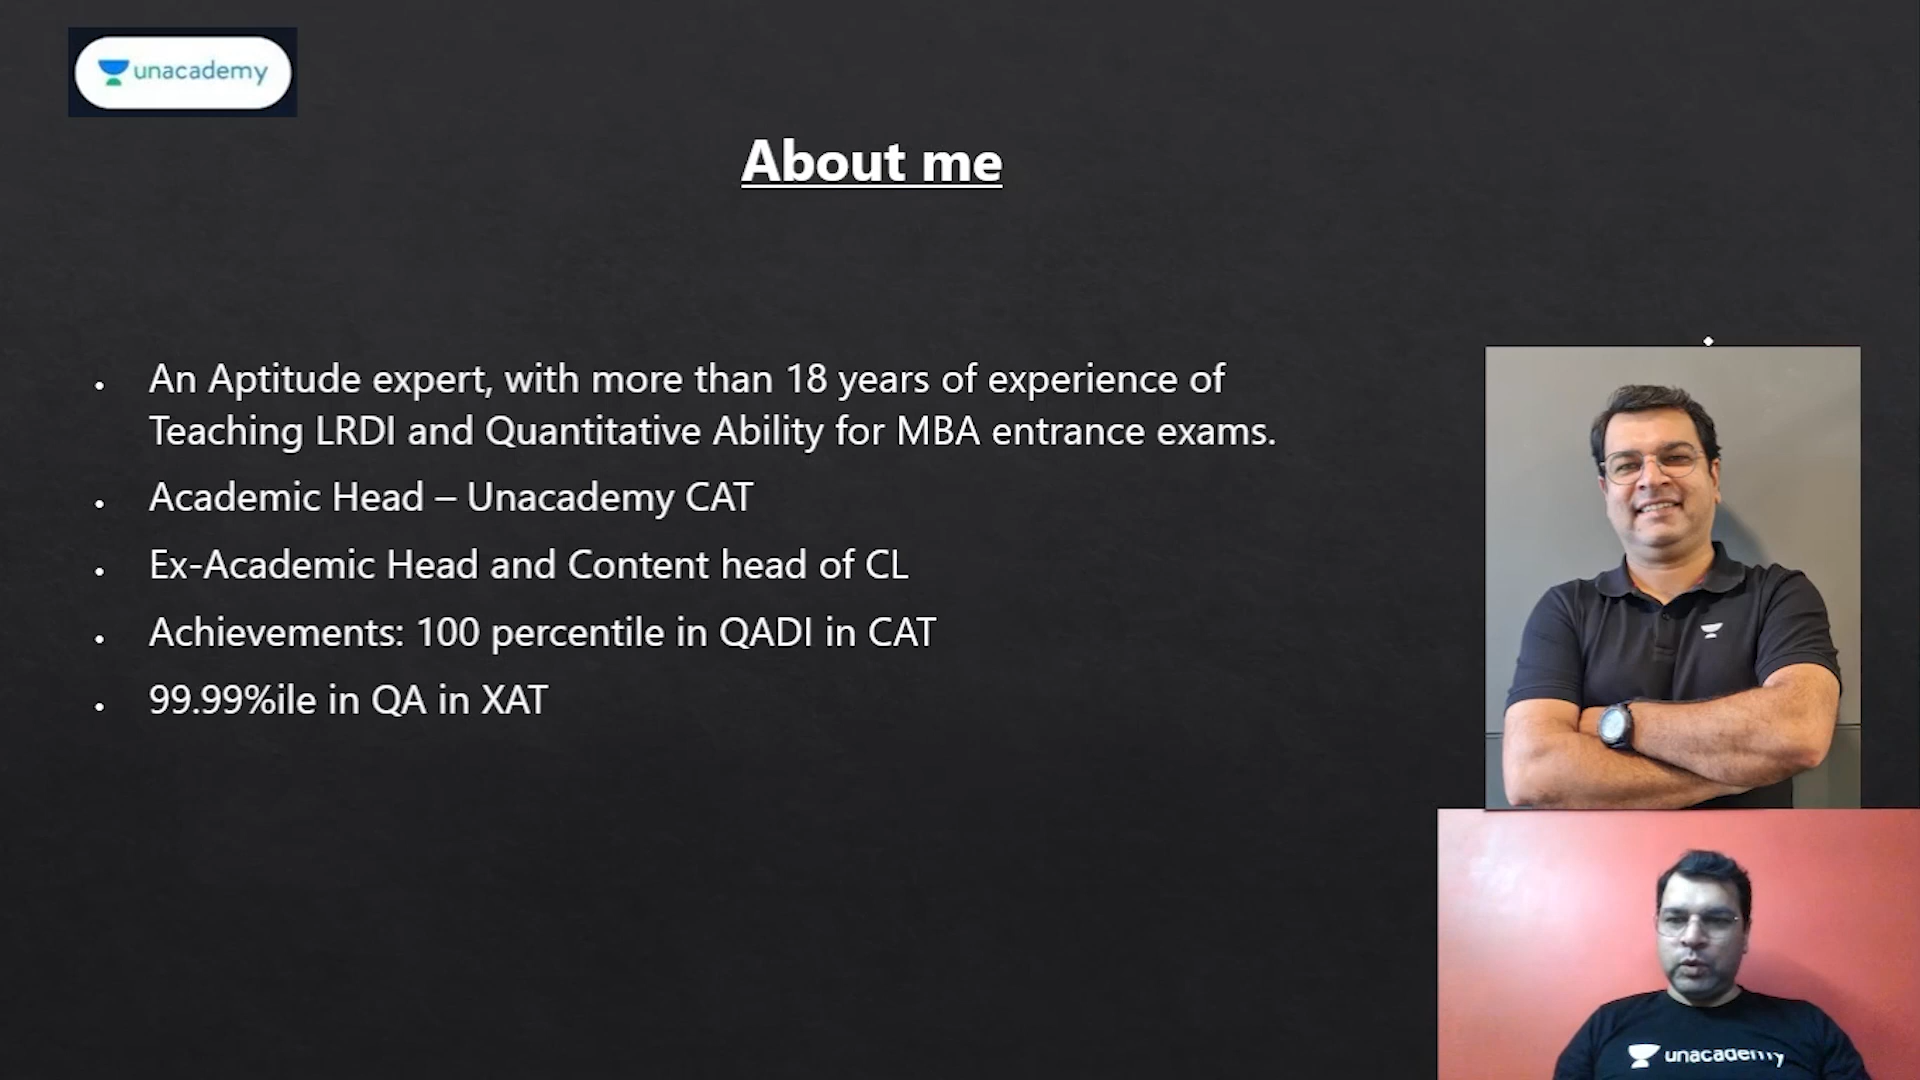 unacademy
About me
An Aptitude expert, with more than 18 years of experience of
Teaching LRDI and Quantitative Ability for MBA entrance exams.
Academic Head – Unacademy CAT
Ex-Academic Head and Content head of CL
Achievements: 100 percentile in QADI in CAT
99.99%ile in QA in XAT
unacademy